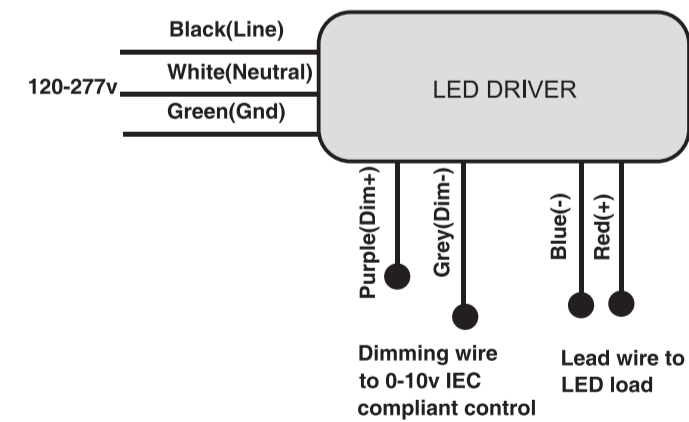 Black(Line)
White(Neutral)
120-277v
Green(Gnd)
LED DRIVER
Purple(Dim+)
Grey(Dim-)
Blue(-)
Red(+)
Dimming wire
to 0-10v IEC
compliant control
Lead wire to
LED load